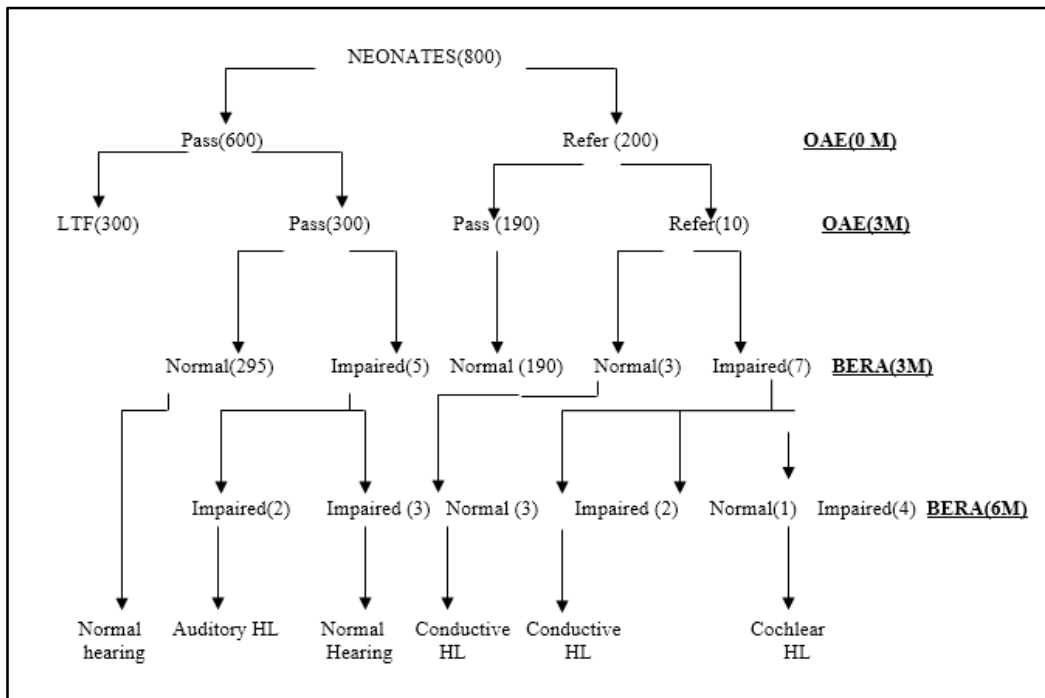 NEONATES(800)
Pass(600) Refer (200) OAE(0 M)
LTF(300) Pass(300) Pass (190) Refer(10) OAE(3M)
Normal(295) Impaired(5) Normal (190) Normal(3) Impaired(7) BERA(3M)
Impaired(2) Impaired (3) Normal (3) Impaired (2) Normal(1) Impaired(4) BERA(6M)
Normal Auditory HL Normal Conductive Conductive Cochlear
hearing Hearing HL HL HL